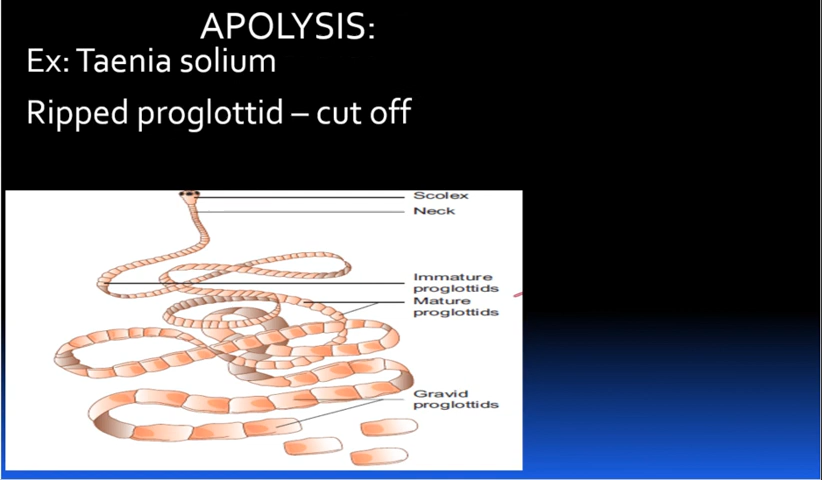 APOLYSIS:
Ex: Taenia solium
Ripped proglottid – cut off
Scolex
Neck
Immature
proglottids
Mature
proglottids
Gravid
proglottids